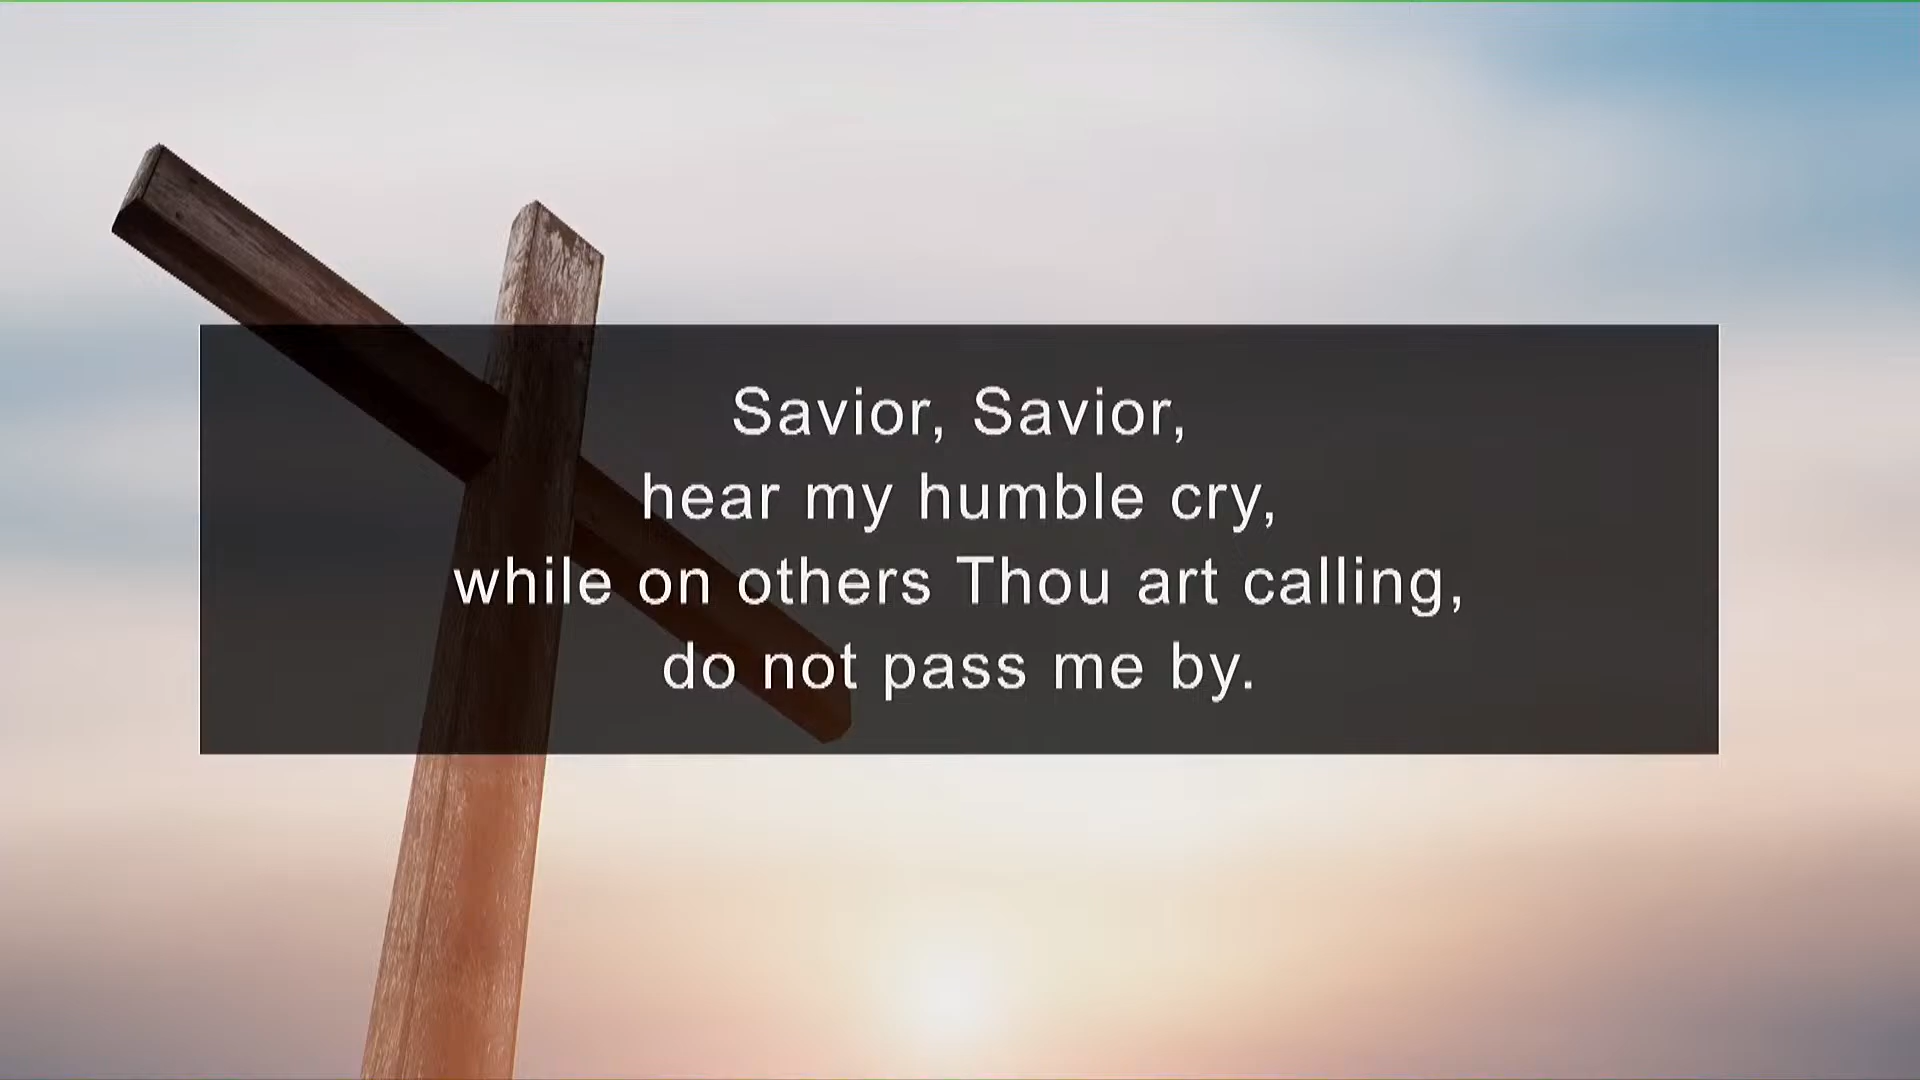 Savior, Savior,
hear my humble cry,
while on others Thou art calling,
do not pass me by.